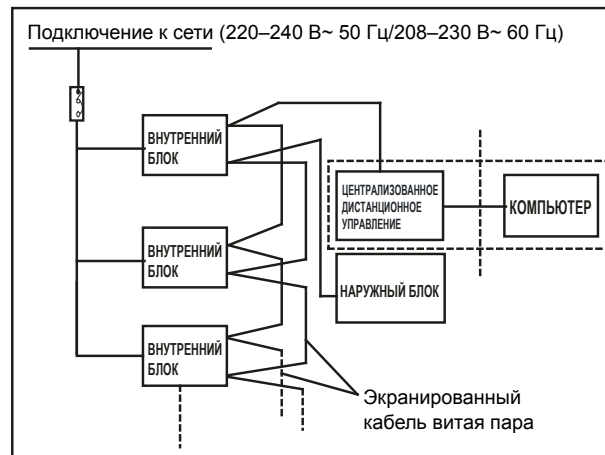 Подключение к сети (220–240 В~ 50 Гц/208–230 В~ 60 Гц)
ВНУТРЕННИЙ
БЛОК
ЦЕНТРАЛИЗОВАННОЕ
ДИСТАНЦИОННОЕ
УПРАВЛЕНИЕ
КОМПЬЮТЕР
ВНУТРЕННИЙ
БЛОК
НАРУЖНЫЙ БЛОК
ВНУТРЕННИЙ
БЛОК
Экранированный
кабель витая пара